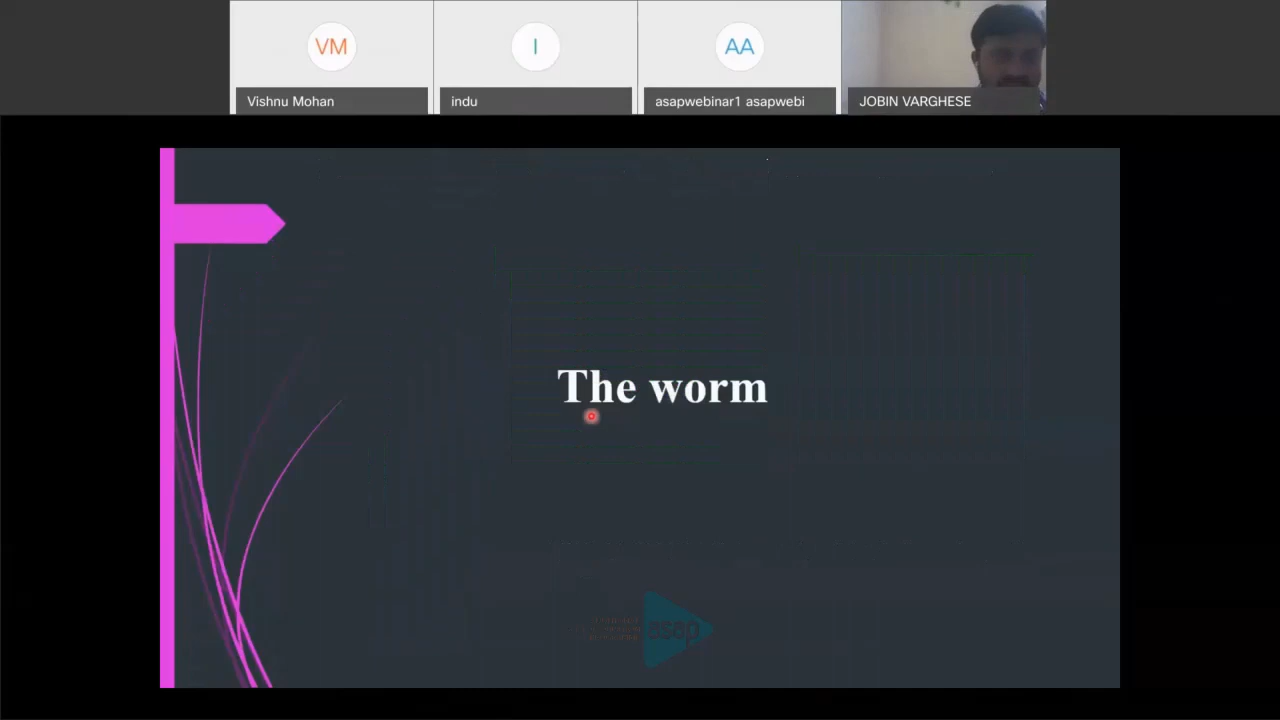 VM
I
AA
Vishnu Mohan
indu
asapwebinar1 asapwebi
JOBIN VARGHESE
The worm
asap